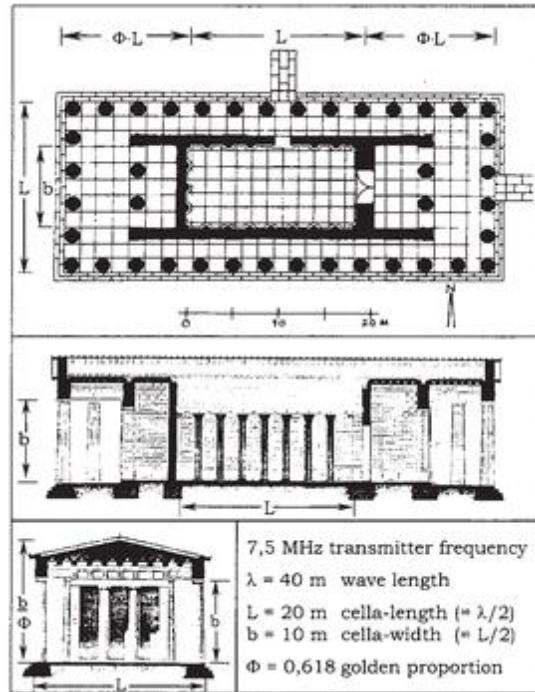 Φ·L L Φ·L
L
b
N
0 10 20 M
b
L
Φ b
b
L
7,5 MHz transmitter frequency
λ = 40 m wave length
L = 20 m cella-length (= λ/2)
b = 10 m cella-width (= L/2)
Φ = 0,618 golden proportion